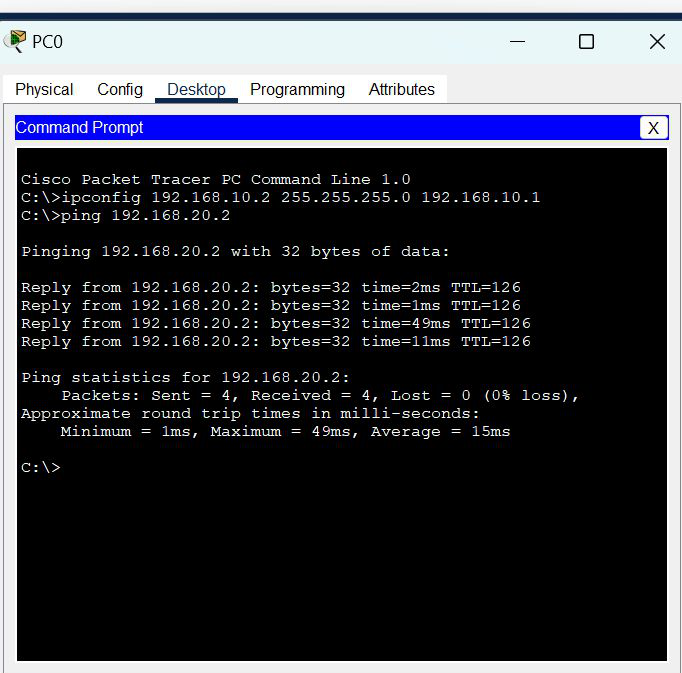 PC0
Physical Config Desktop Programming Attributes
Command Prompt X
Cisco Packet Tracer PC Command Line 1.0
C:\>ipconfig 192.168.10.2 255.255.255.0 192.168.10.1
C:\>ping 192.168.20.2
Pinging 192.168.20.2 with 32 bytes of data:
Reply from 192.168.20.2: bytes=32 time=2ms TTL=126
Reply from 192.168.20.2: bytes=32 time=1ms TTL=126
Reply from 192.168.20.2: bytes=32 time=49ms TTL=126
Reply from 192.168.20.2: bytes=32 time=11ms TTL=126
Ping statistics for 192.168.20.2:
    Packets: Sent = 4, Received = 4, Lost = 0 (0% loss),
Approximate round trip times in milli-seconds:
    Minimum = 1ms, Maximum = 49ms, Average = 15ms
C:\>